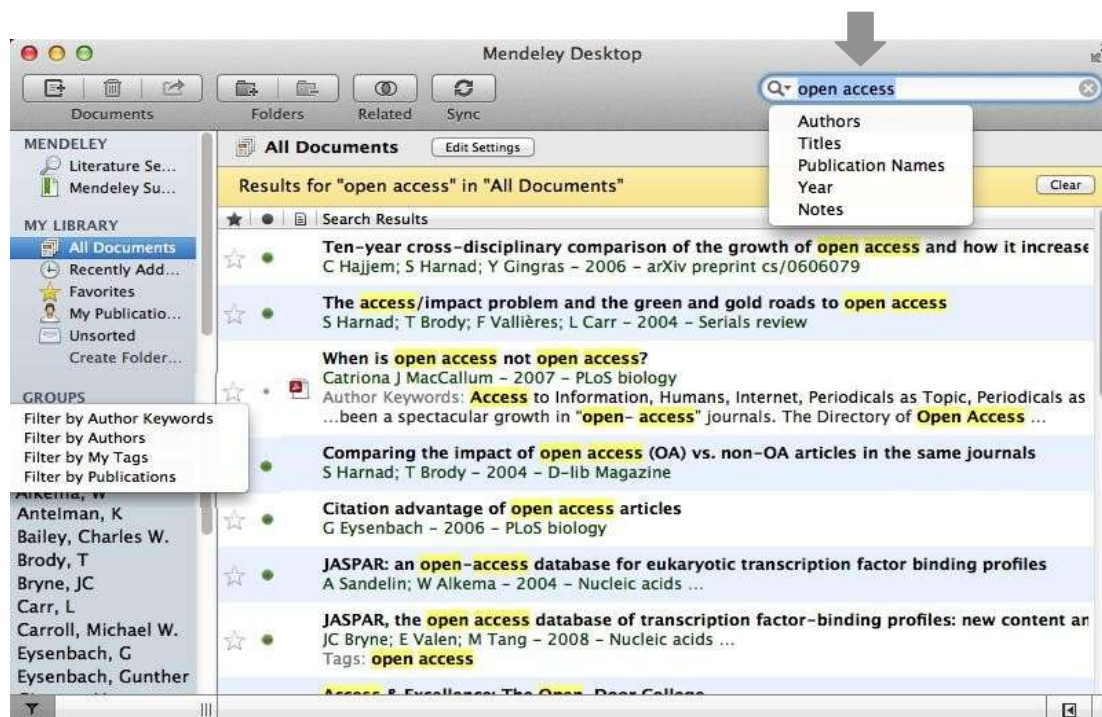 Mendeley Desktop
Documents
Folders
Related
Sync
open access
Authors
Titles
Publication Names
Year
Notes
MENDELEY
Literature Se...
Mendeley Su...
MY LIBRARY
All Documents
Recently Add...
Favorites
My Publicatio...
Unsorted
Create Folder...
GROUPS
Filter by Author Keywords
Filter by Authors
Filter by My Tags
Filter by Publications
Alkema, W
Antelman, K
Bailey, Charles W.
Brody, T
Bryne, JC
Carr, L
Carroll, Michael W.
Eysenbach, G
Eysenbach, Gunther
All Documents
Edit Settings
Results for "open access" in "All Documents"
Clear
Search Results
Ten-year cross-disciplinary comparison of the growth of open access and how it increase
C Hajjem; S Harnad; Y Gingras – 2006 – arXiv preprint cs/0606079
The access/impact problem and the green and gold roads to open access
S Harnad; T Brody; F Vallières; L Carr – 2004 – Serials review
When is open access not open access?
Catriona J MacCallum – 2007 – PLoS biology
Author Keywords: Access to Information, Humans, Internet, Periodicals as Topic, Periodicals as
...been a spectacular growth in "open- access" journals. The Directory of Open Access ...
Comparing the impact of open access (OA) vs. non-OA articles in the same journals
S Harnad; T Brody – 2004 – D-lib Magazine
Citation advantage of open access articles
G Eysenbach – 2006 – PLoS biology
JASPAR: an open-access database for eukaryotic transcription factor binding profiles
A Sandelin; W Alkema – 2004 – Nucleic acids ...
JASPAR, the open access database of transcription factor-binding profiles: new content an
JC Bryne; E Valen; M Tang – 2008 – Nucleic acids ...
Tags: open access
Access & Excellence: The Open Door College